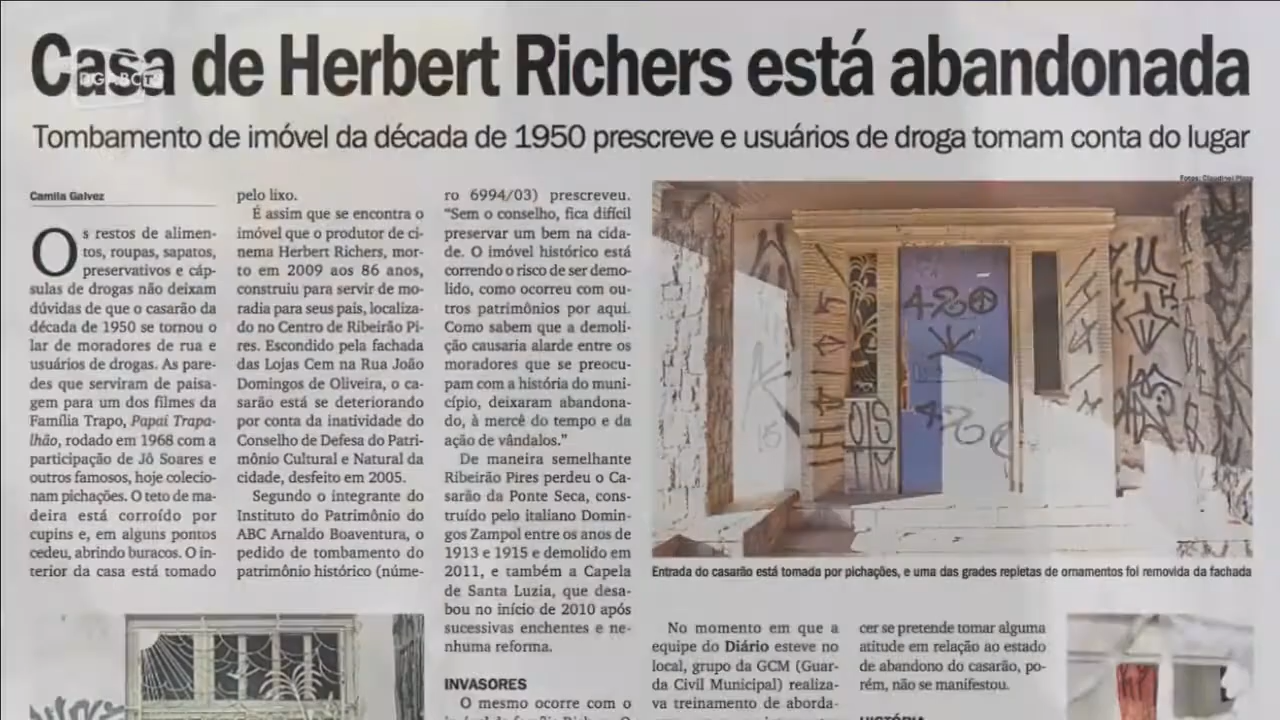 Casa de Herbert Richers está abandonada
DGABCTV
Tombamento de imóvel da década de 1950 prescreve e usuários de droga tomam conta do lugar
Camila Galvez
Os restos de alimen-
tos, roupas, sapatos,
preservativos e cáp-
sulas de drogas não deixam
dúvidas de que o casarão da
década de 1950 se tornou o
lar de moradores de rua e
usuários de drogas. As pare-
des que serviram de paisa-
gem para um dos filmes da
Família Trapo, Papai Trapa-
lhão, rodado em 1968 com a
participação de Jô Soares e
outros famosos, hoje colecio-
nam pichações. O teto de ma-
deira está corroído por
cupins e, em alguns pontos
cedeu, abrindo buracos. O in-
terior da casa está tomado
pelo lixo.
É assim que se encontra o
imóvel que o produtor de ci-
nema Herbert Richers, mor-
to em 2009 aos 86 anos,
construiu para servir de mo-
radia para seus pais, localiza-
do no Centro de Ribeirão Pi-
res. Escondido pela fachada
das Lojas Cem na Rua João
Domingos de Oliveira, o ca-
sarão está se deteriorando
por conta da inatividade do
Conselho de Defesa do Patri-
mônio Cultural e Natural da
cidade, desfeito em 2005.
Segundo o integrante do
Instituto do Patrimônio do
ABC Arnaldo Boaventura, o
pedido de tombamento do
patrimônio histórico (núme-
ro 6994/03) prescreveu.
"Sem o conselho, fica difícil
preservar um bem na cida-
de. O imóvel histórico está
correndo o risco de ser demo-
lido, como ocorreu com ou-
tros patrimônios por aqui.
Como sabem que a demoli-
ção causaria alarde entre os
moradores que se preocu-
pam com a história do muni-
cípio, deixaram abandona-
do, à mercê do tempo e da
ação de vândalos."
De maneira semelhante
Ribeirão Pires perdeu o Ca-
sarão da Ponte Seca, cons-
truído pelo italiano Domin-
gos Zampol entre os anos de
1913 e 1915 e demolido em
2011, e também a Capela
de Santa Luzia, que desa-
bou no início de 2010 após
sucessivas enchentes e ne-
nhuma reforma.
INVASORES
O mesmo ocorre com o
Fotos: Claudinei Plaza
420
420
Entrada do casarão está tomada por pichações, e uma das grades repletas de ornamentos foi removida da fachada
No momento em que a
equipe do Diário esteve no
local, grupo da GCM (Guar-
da Civil Municipal) realiza-
va treinamento de aborda-
cer se pretende tomar alguma
atitude em relação ao estado
de abandono do casarão, po-
rém, não se manifestou.
HISTÓRIA